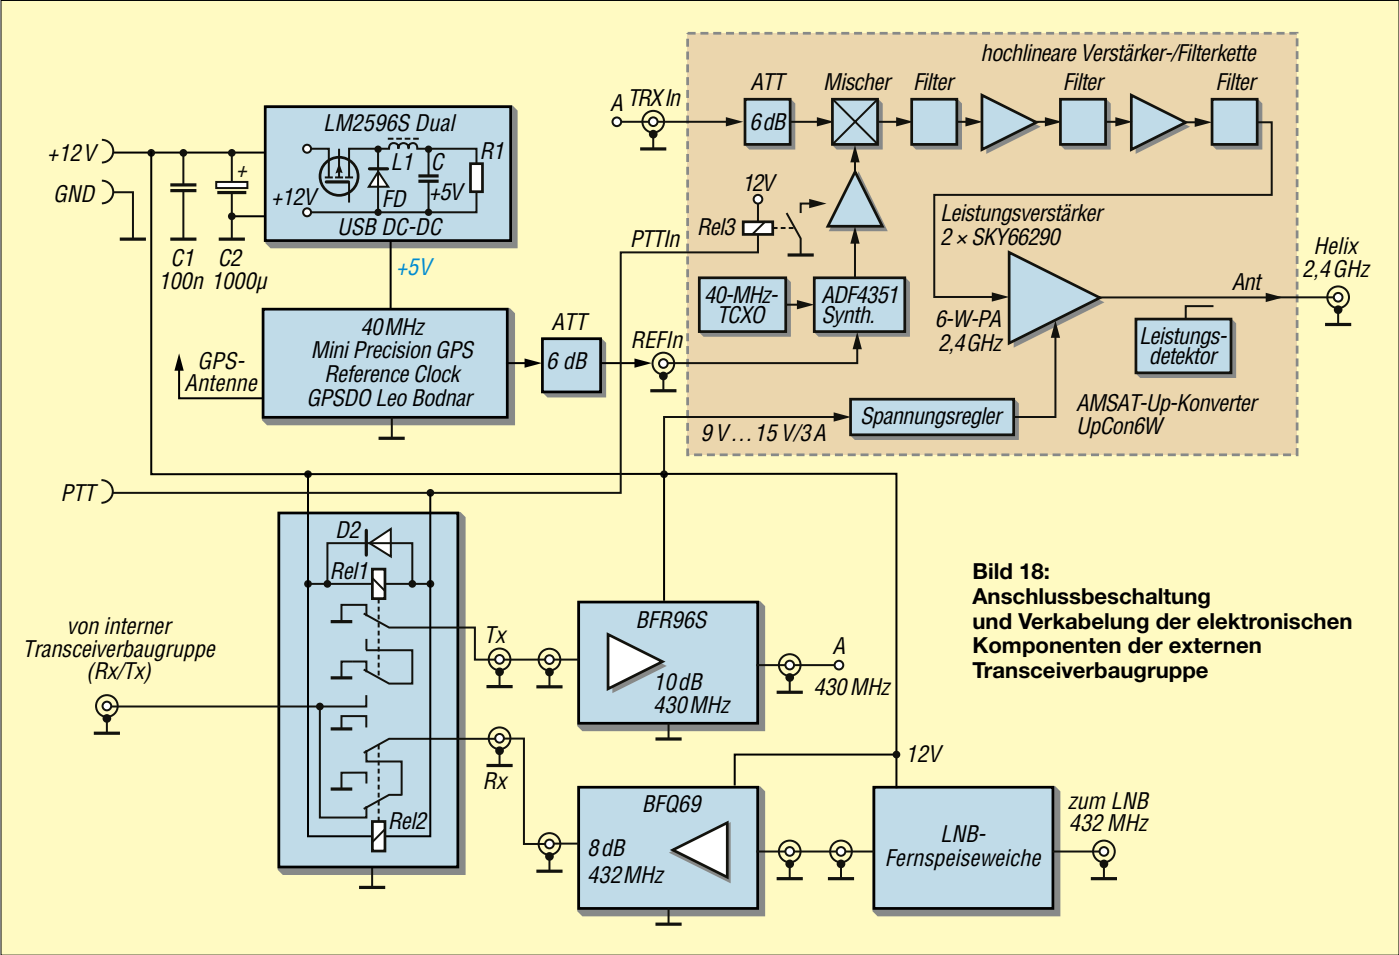 hochlineare Verstärker-/Filterkette
A TRX In
ATT
6 dB
Mischer
Filter
Filter
Filter
+12 V
GND
C1
100n
+
C2
1000µ
LM2596S Dual
L1
C
R1
+12V
FD
+5V
USB DC-DC
+5V
12V
Rel3
PTTIn
Leistungsverstärker
2 × SKY66290
Helix
2,4 GHz
Ant
40-MHz-
TCXO
ADF4351
Synth.
6-W-PA
2,4 GHz
Leistungs-
detektor
GPS-
Antenne
40 MHz
Mini Precision GPS
Reference Clock
GPSDO Leo Bodnar
ATT
6 dB
REFIn
9 V … 15 V/3 A
Spannungsregler
AMSAT-Up-Konverter
UpCon6W
PTT
D2
Rel1
von interner
Transceiverbaugruppe
(Rx/Tx)
Tx
BFR96S
10 dB
430 MHz
A
430 MHz
Bild 18:
Anschlussbeschaltung
und Verkabelung der elektronischen
Komponenten der externen
Transceiverbaugruppe
Rx
Rel2
BFQ69
8 dB
432 MHz
12V
LNB-
Fernspeiseweiche
zum LNB
432 MHz